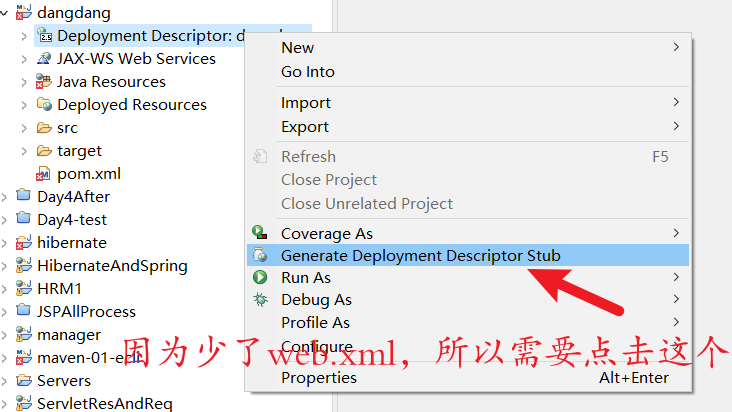 dangdang
Deployment Descriptor: d
JAX-WS Web Services
Java Resources
Deployed Resources
src
target
pom.xml
Day4After
Day4-test
hibernate
HibernateAndSpring
HRM1
JSPAllProcess
manager
maven-01-
Servers
ServletResAndReq
New
Go Into
Import
Export
Refresh F5
Close Project
Close Unrelated Project
Coverage As
Generate Deployment Descriptor Stub
Run As
Debug As
Profile As
Configure
Properties Alt+Enter
因为少了web.xml，所以需要点击这个